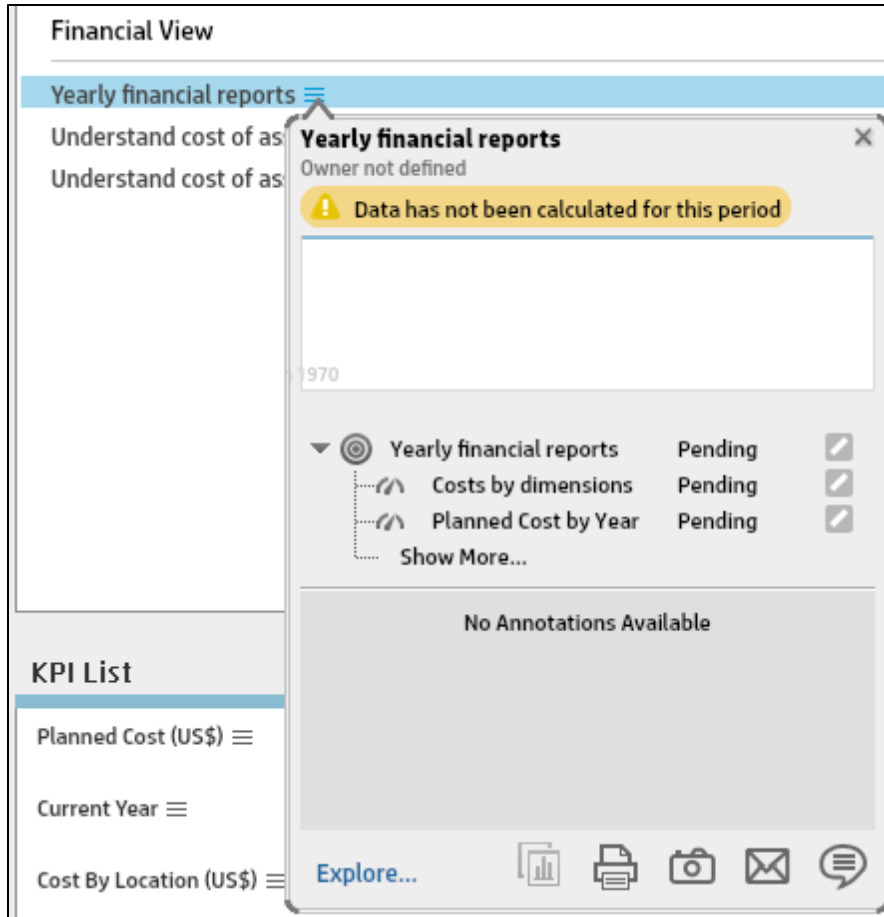 Financial View
Yearly financial reports
Understand cost of as
Understand cost of as
Yearly financial reports
Owner not defined
Data has not been calculated for this period
1970
Yearly financial reports Pending
Costs by dimensions Pending
Planned Cost by Year Pending
Show More...
No Annotations Available
Explore...
KPI List
Planned Cost (US$)
Current Year
Cost By Location (US$)